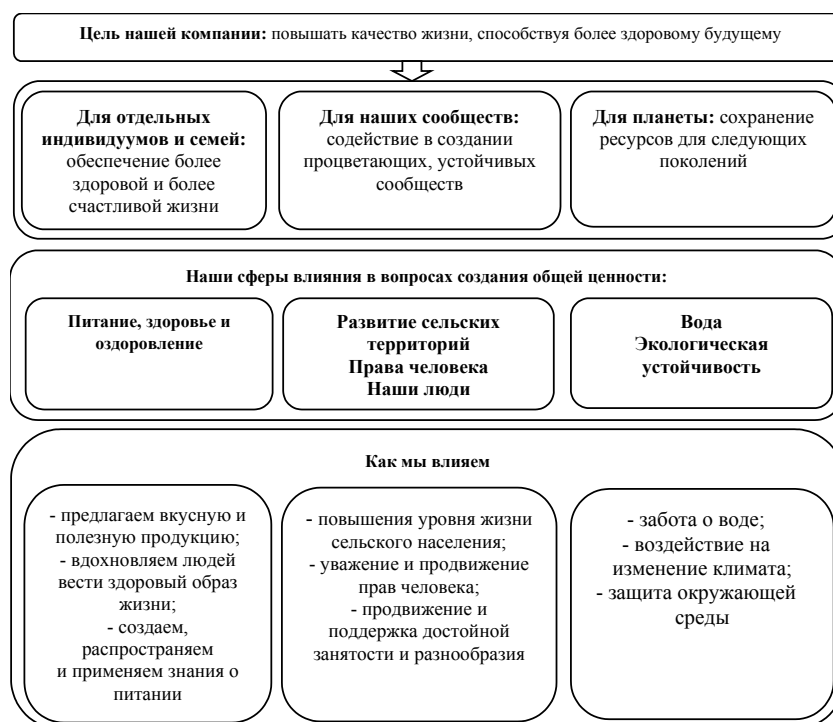 Цель нашей компании: повышать качество жизни, способствуя более здоровому будущему
Для отдельных
индивидуумов и семей:
обеспечение более
здоровой и более
счастливой жизни
Для наших сообществ:
содействие в создании
процветающих, устойчивых
сообществ
Для планеты: сохранение
ресурсов для следующих
поколений
Наши сферы влияния в вопросах создания общей ценности:
Питание, здоровье и
оздоровление
Развитие сельских
территорий
Права человека
Наши люди
Вода
Экологическая
устойчивость
Как мы влияем
- предлагаем вкусную и
полезную продукцию;
- вдохновляем людей
вести здоровый образ
жизни;
- создаем,
распространяем
и применяем знания о
питании
- повышения уровня жизни
сельского населения;
- уважение и продвижение
прав человека;
- продвижение и
поддержка достойной
занятости и разнообразия
- забота о воде;
- воздействие на
изменение климата;
- защита окружающей
среды